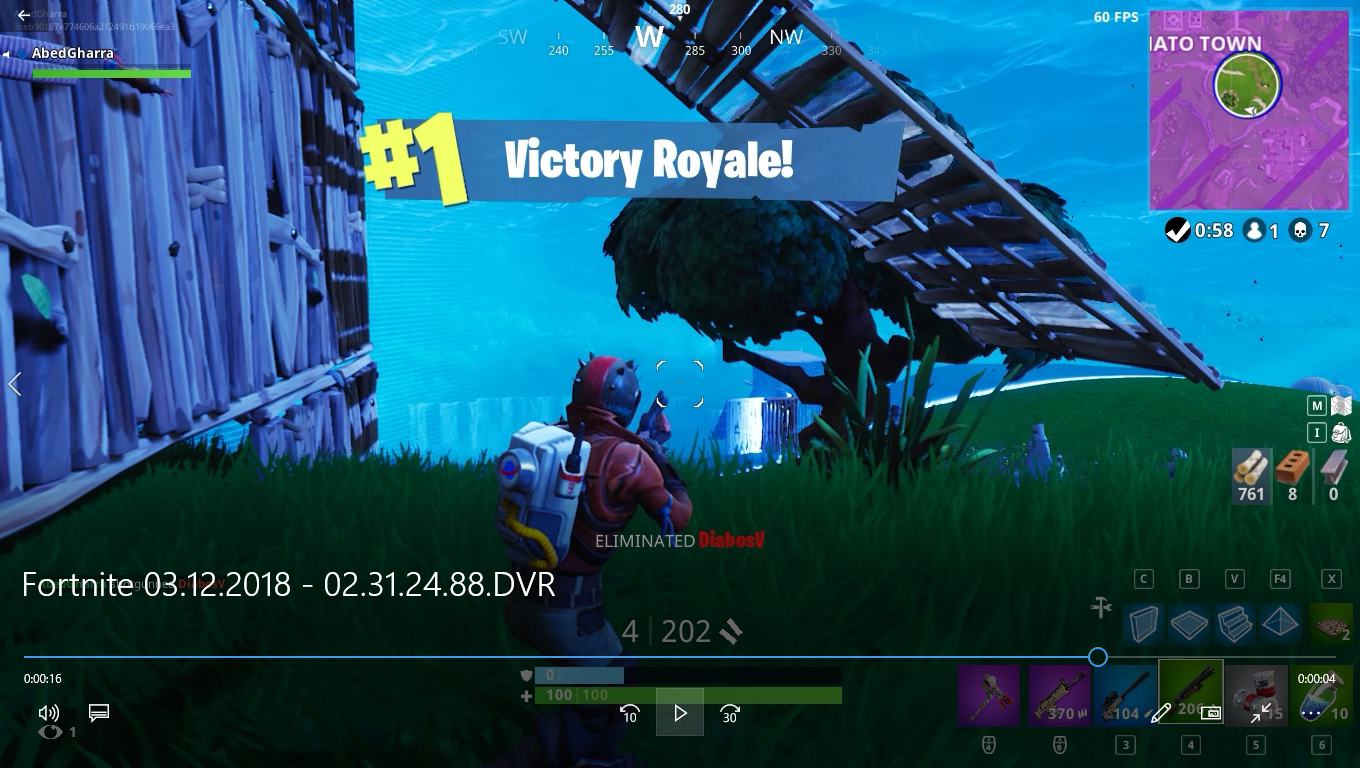 AbedGharra
SW
W
NW
280
240
255
285
300
330
345
60 FPS
ATO TOWN
#1 Victory Royale!
0:58 1 7
M
I
761 8 0
ELIMINATED DiabosV
Fortnite 03.12.2018 - 02.31.24.88.DVR
C B V F4 X
2
4 | 202
0:00:16
0:00:04
0
100 | 100
10
30
370
104
206
15
10
1
3
4
5
6